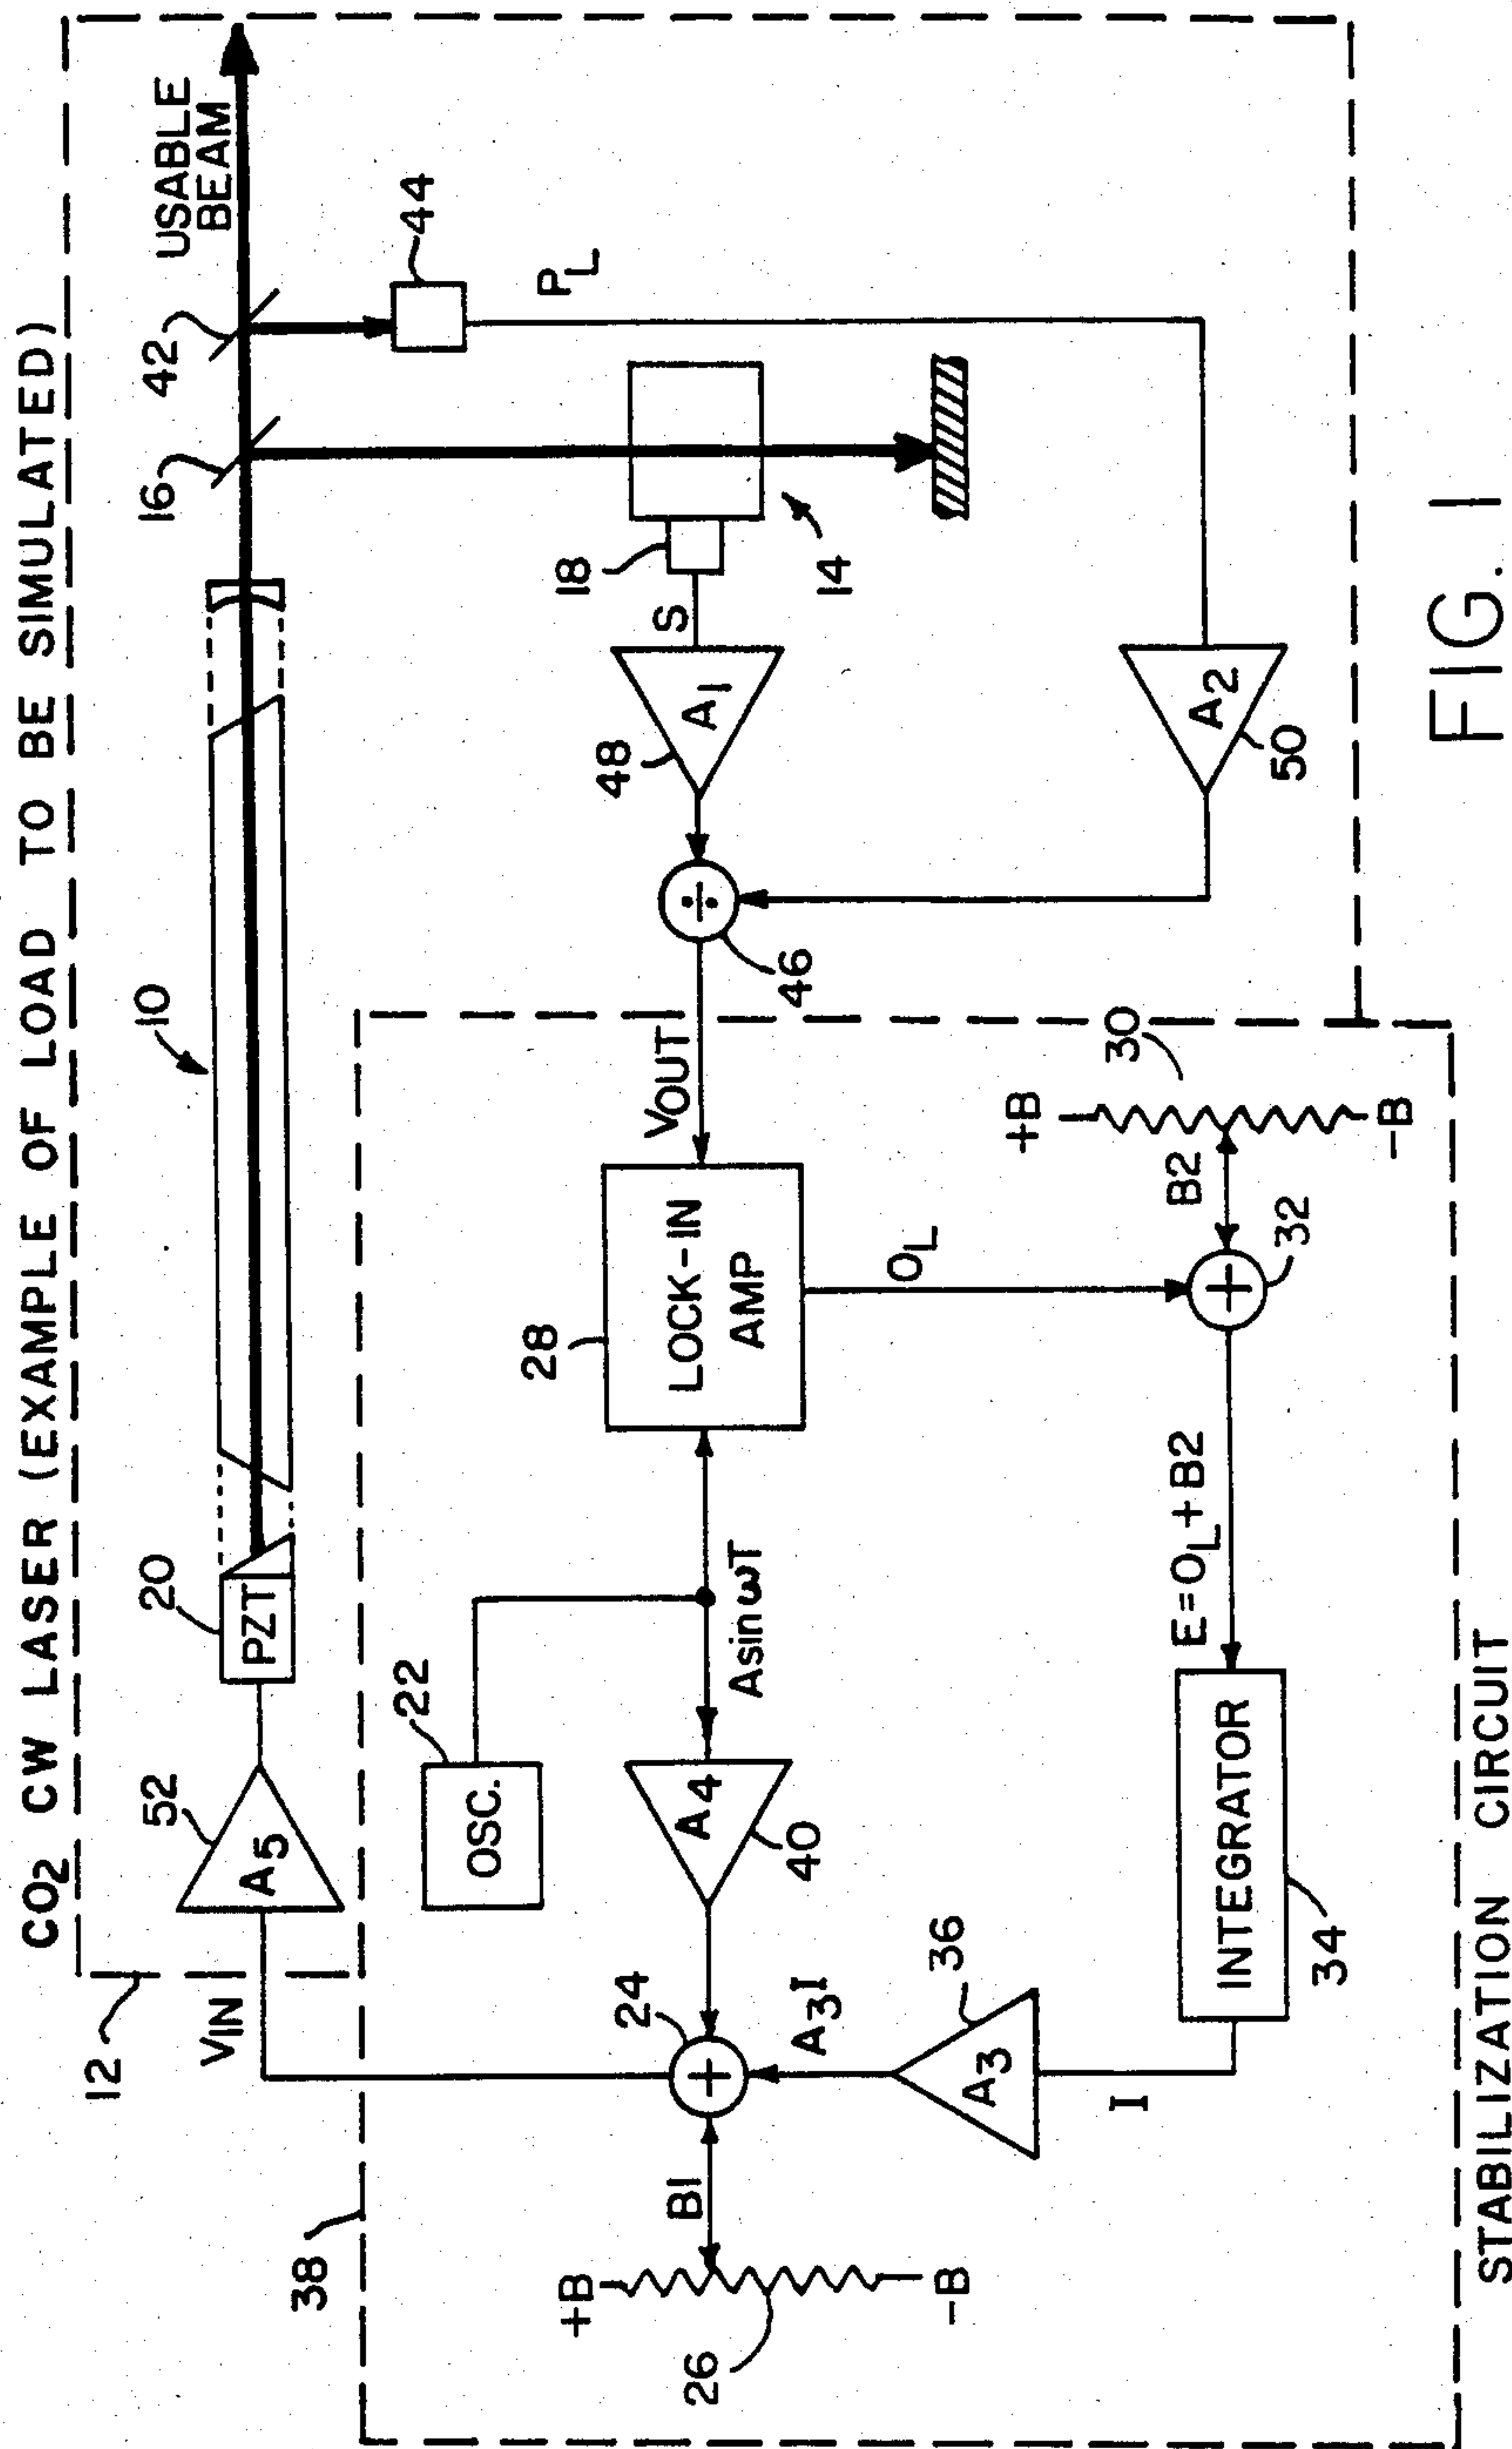 CO2 CW LASER (EXAMPLE OF LOAD TO BE SIMULATED)
12
VIN
52
A5
20
PZT
10
16
42
USABLE
BEAM
44
PL
18
S
14
48
A1
46
A2
50
VOUT
22
OSC.
28
LOCK-IN
AMP
AsinωT
A4
40
24
38
B1
+B
-B
26
A3I
36
A3
I
INTEGRATOR
34
E=OL+B2
OL
32
B2
+B
-B
30
STABILIZATION CIRCUIT
FIG. 1